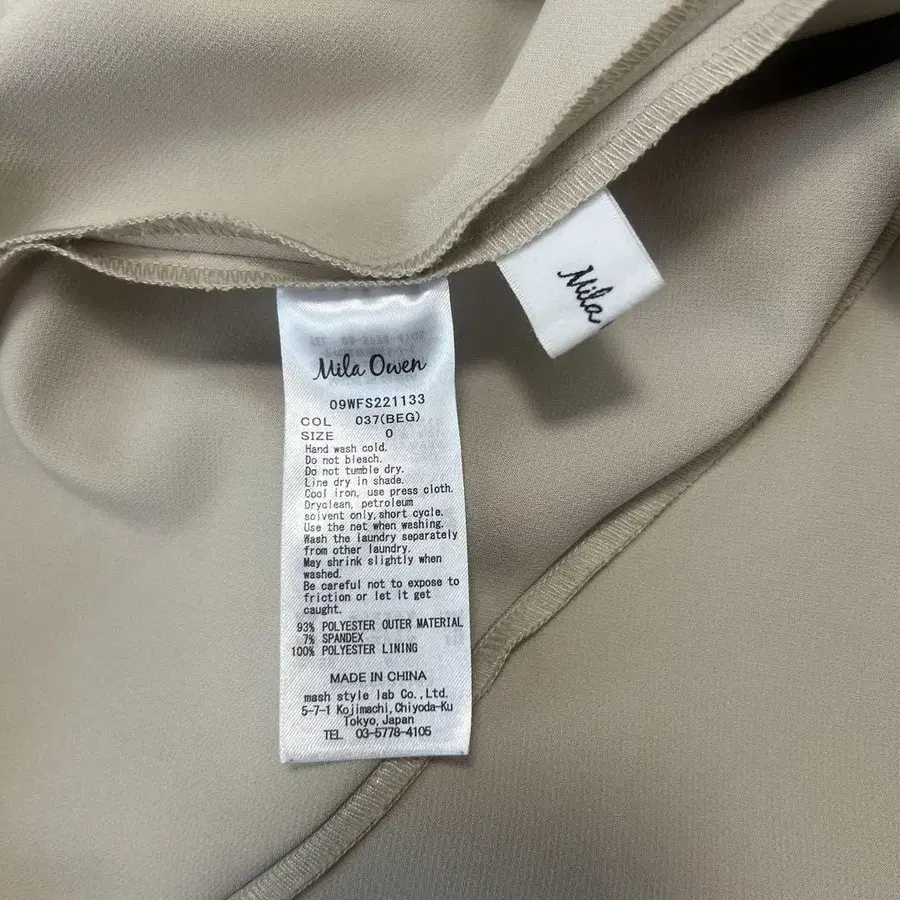 Mila
Mila Owen
09WFS221133
COL 037(BEG)
SIZE 0
Hand wash cold.
Do not bleach.
Do not tumble dry.
Line dry in shade.
Cool iron, use press cloth.
Dryclean, petroleum
solvent only, short cycle.
Use the net when washing.
Wash the laundry separately
from other laundry.
May shrink slightly when
washed.
Be careful not to expose to
friction or let it get
caught.
93% POLYESTER OUTER MATERIAL
7% SPANDEX
100% POLYESTER LINING
MADE IN CHINA
mash style lab Co.,Ltd.
5-7-1 Kojimachi,Chiyoda-Ku
Tokyo,Japan
TEL 03-5778-4105